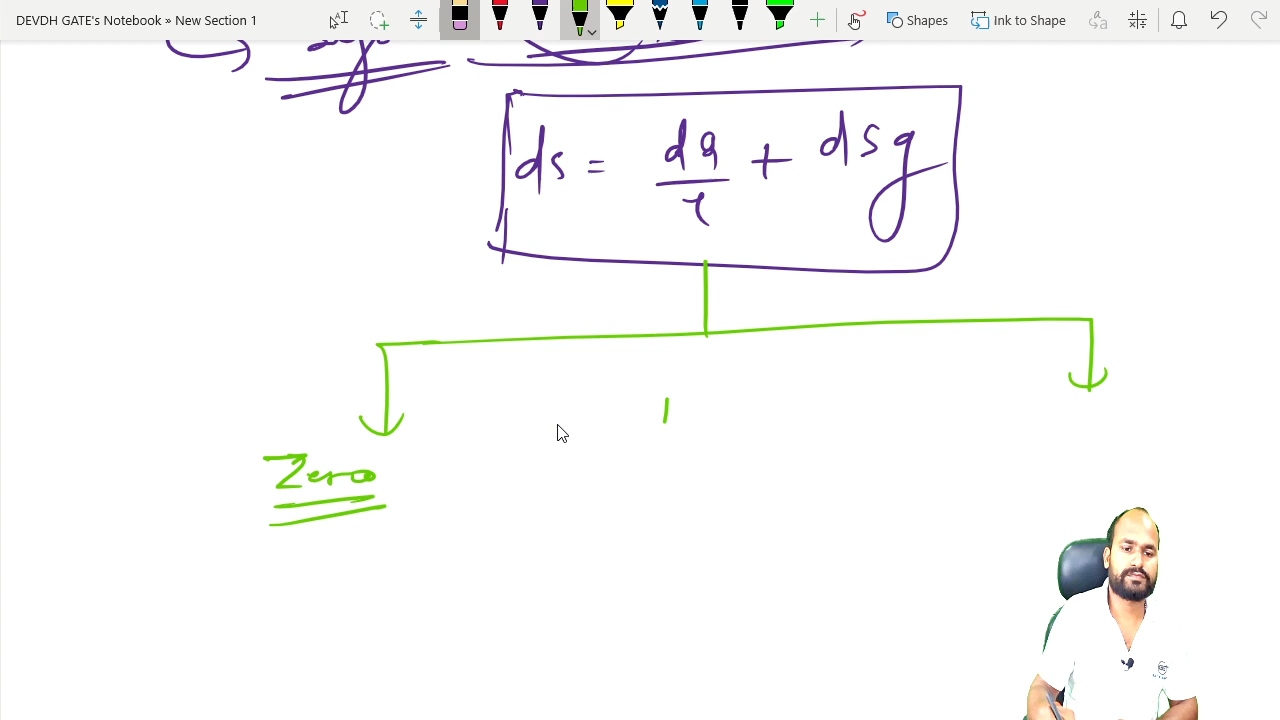 DEVDH GATE's Notebook » New Section 1
Shapes
Ink to Shape
ds = dq/T + dsg
Zero